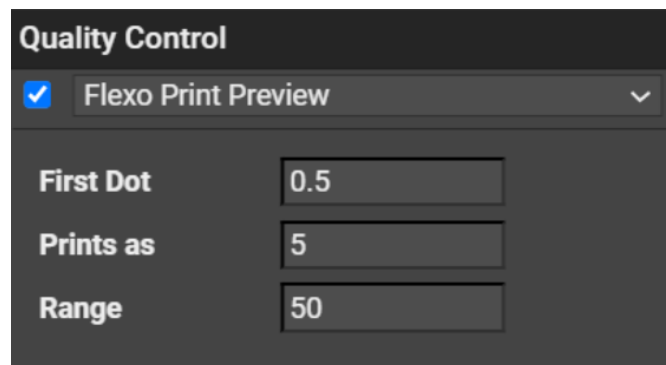 Quality Control
Flexo Print Preview
First Dot 0.5
Prints as 5
Range 50